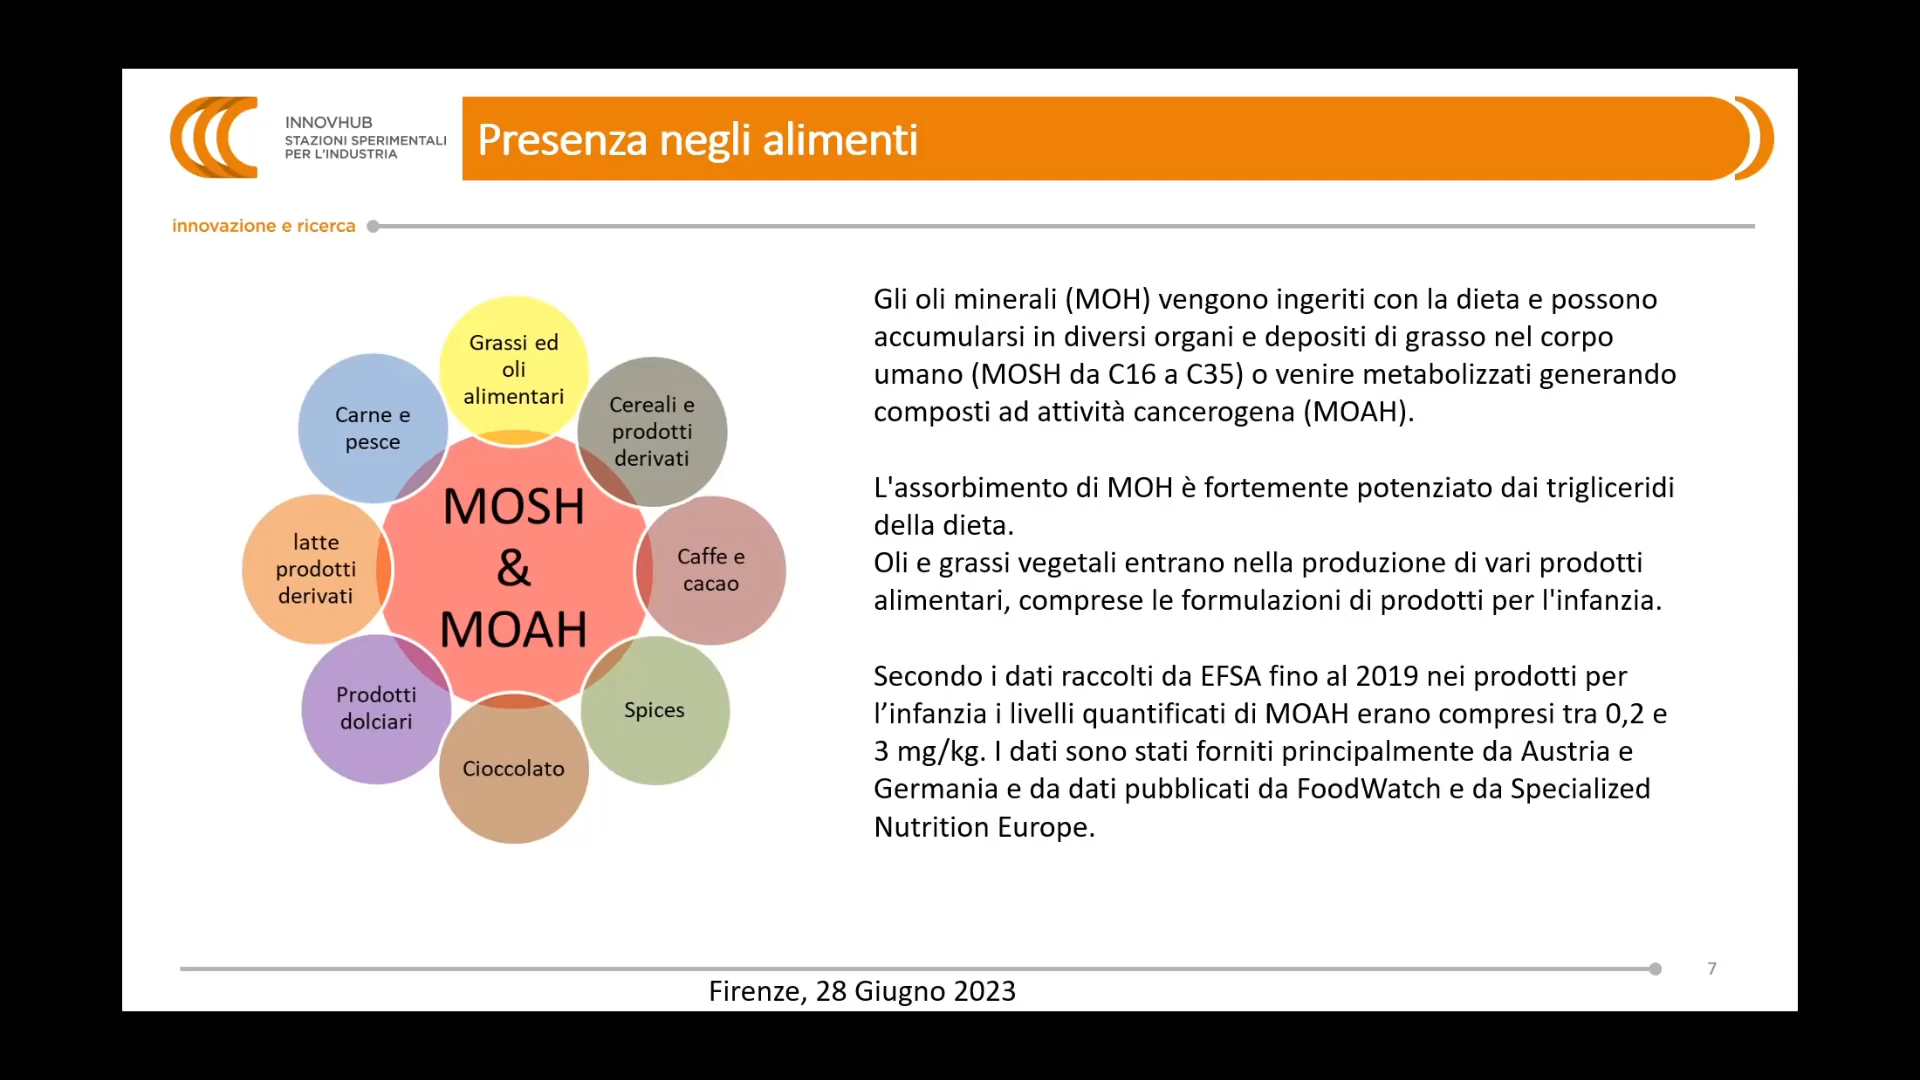 INNOVHUB
STAZIONI SPERIMENTALI
PER L'INDUSTRIA
Presenza negli alimenti
innovazione e ricerca
Grassi ed
oli
alimentari
Cereali e
prodotti
derivati
Caffe e
cacao
Spices
Cioccolato
Prodotti
dolciari
latte
prodotti
derivati
Carne e
pesce
MOSH
&
MOAH
Gli oli minerali (MOH) vengono ingeriti con la dieta e possono
accumularsi in diversi organi e depositi di grasso nel corpo
umano (MOSH da C16 a C35) o venire metabolizzati generando
composti ad attività cancerogena (MOAH).
L'assorbimento di MOH è fortemente potenziato dai trigliceridi
della dieta.
Oli e grassi vegetali entrano nella produzione di vari prodotti
alimentari, comprese le formulazioni di prodotti per l'infanzia.
Secondo i dati raccolti da EFSA fino al 2019 nei prodotti per
l’infanzia i livelli quantificati di MOAH erano compresi tra 0,2 e
3 mg/kg. I dati sono stati forniti principalmente da Austria e
Germania e da dati pubblicati da FoodWatch e da Specialized
Nutrition Europe.
7
Firenze, 28 Giugno 2023